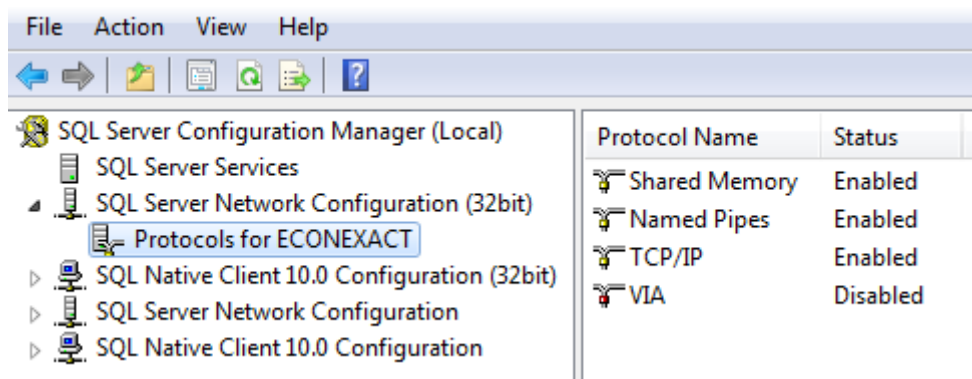 File Action View Help
SQL Server Configuration Manager (Local)
SQL Server Services
SQL Server Network Configuration (32bit)
Protocols for ECONEXACT
SQL Native Client 10.0 Configuration (32bit)
SQL Server Network Configuration
SQL Native Client 10.0 Configuration
Protocol Name Status
Shared Memory Enabled
Named Pipes Enabled
TCP/IP Enabled
VIA Disabled